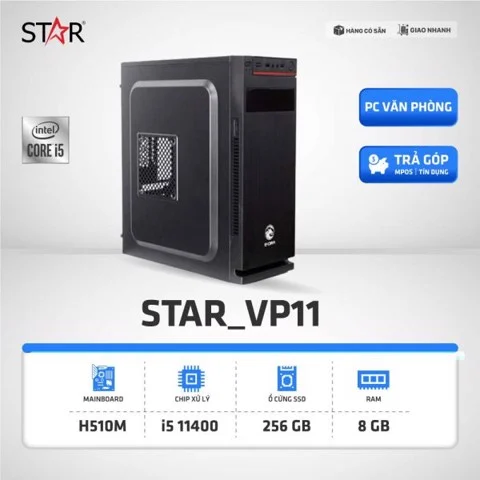 STAR
HÀNG CÓ SẴN
GIAO NHANH
PC VĂN PHÒNG
intel
CORE i5
TRẢ GÓP
MPOS | TÍN DỤNG
STAR_VP11
MAINBOARD
CHIP XỬ LÝ
Ổ CỨNG SSD
RAM
H510M
i5 11400
256 GB
8 GB